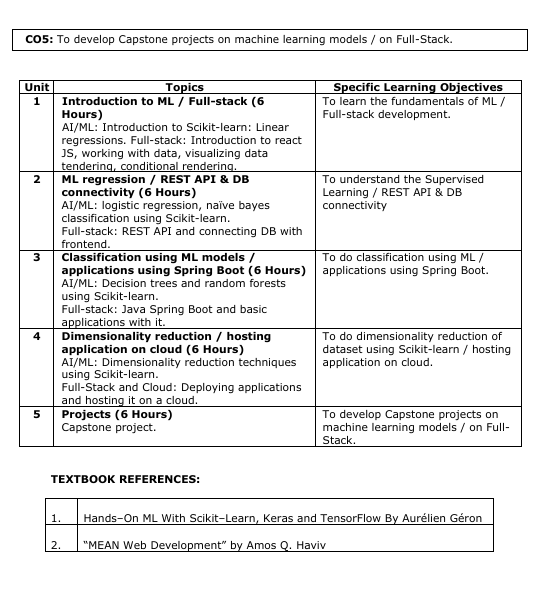 CO5: To develop Capstone projects on machine learning models / on Full-Stack.
Unit Topics Specific Learning Objectives
1 Introduction to ML / Full-stack (6
Hours)
AI/ML: Introduction to Scikit-learn: Linear
regressions. Full-stack: Introduction to react
JS, working with data, visualizing data
tendering, conditional rendering.
To learn the fundamentals of ML /
Full-stack development.
2 ML regression / REST API & DB
connectivity (6 Hours)
AI/ML: logistic regression, naïve bayes
classification using Scikit-learn.
Full-stack: REST API and connecting DB with
frontend.
To understand the Supervised
Learning / REST API & DB
connectivity
3 Classification using ML models /
applications using Spring Boot (6 Hours)
AI/ML: Decision trees and random forests
using Scikit-learn.
Full-stack: Java Spring Boot and basic
applications with it.
To do classification using ML /
applications using Spring Boot.
4 Dimensionality reduction / hosting
application on cloud (6 Hours)
AI/ML: Dimensionality reduction techniques
using Scikit-learn.
Full-Stack and Cloud: Deploying applications
and hosting it on a cloud.
To do dimensionality reduction of
dataset using Scikit-learn / hosting
application on cloud.
5 Projects (6 Hours)
Capstone project.
To develop Capstone projects on
machine learning models / on Full-
Stack.
TEXTBOOK REFERENCES:
1. Hands–On ML With Scikit–Learn, Keras and TensorFlow By Aurélien Géron
2. “MEAN Web Development” by Amos Q. Haviv